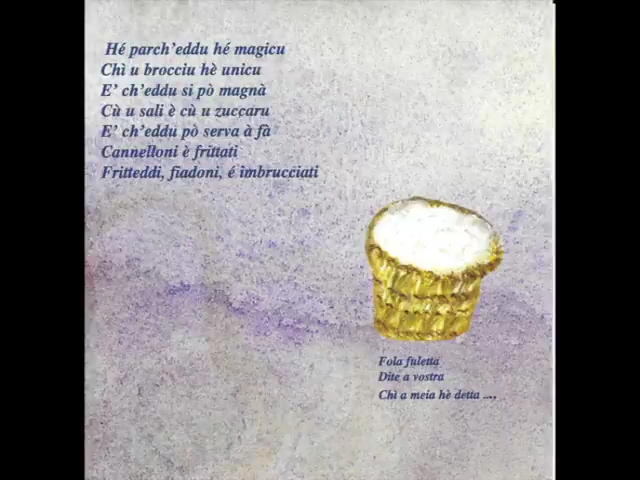 Hé parch'eddu hé magicu
Chì u brocciu hè unicu
E' ch'eddu si pò magnà
Cù u sali è cù u zuccaru
E' ch'eddu pò serva à fà
Cannelloni è frittati
Fritteddi, fiadoni, é imbrucciati
Fola fuletta
Dite a vostra
Chì a meia hè detta ....